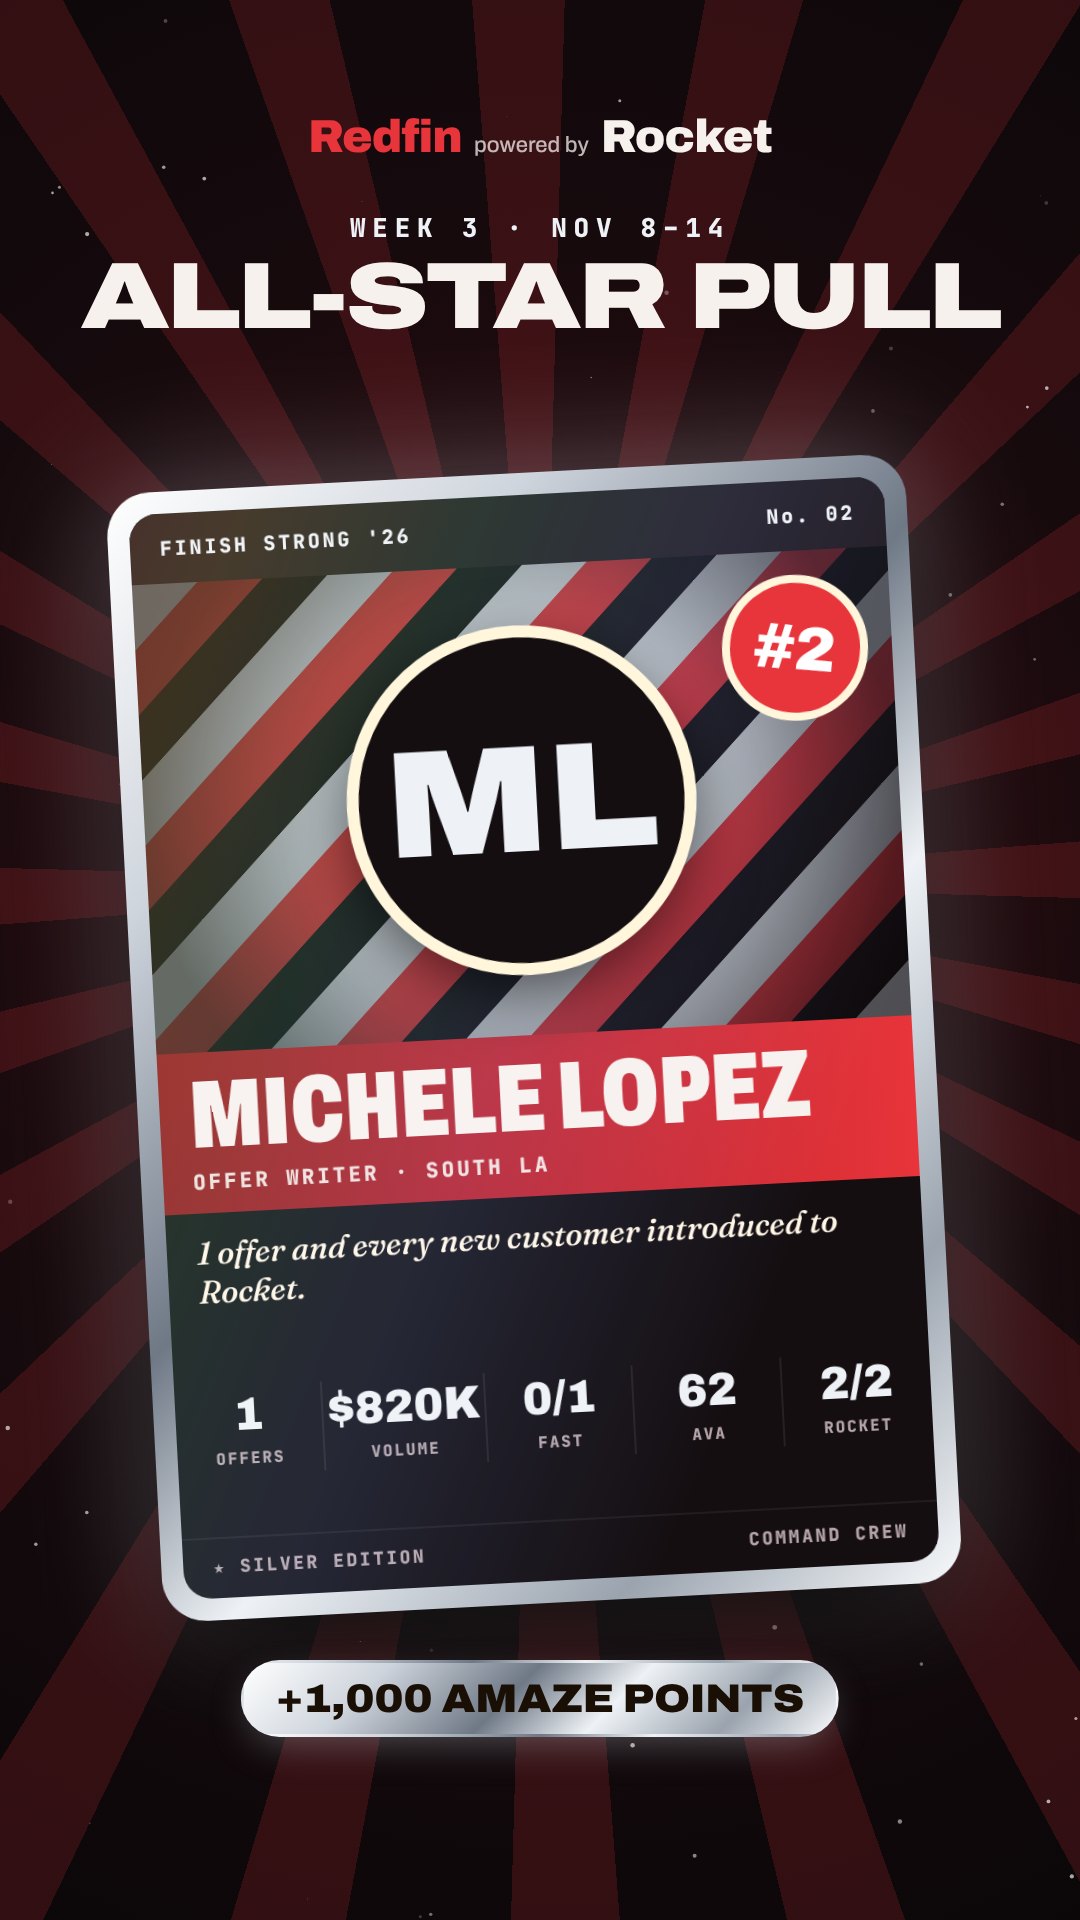 Redfin powered by Rocket
WEEK 3 · NOV 8–14
ALL-STAR PULL
FINISH STRONG '26
No. 02
#2
ML
MICHELE LOPEZ
OFFER WRITER · SOUTH LA
1 offer and every new customer introduced to
Rocket.
1 $820K 0/1 62 2/2
OFFERS VOLUME FAST AVA ROCKET
★ SILVER EDITION
COMMAND CREW
+1,000 AMAZE POINTS